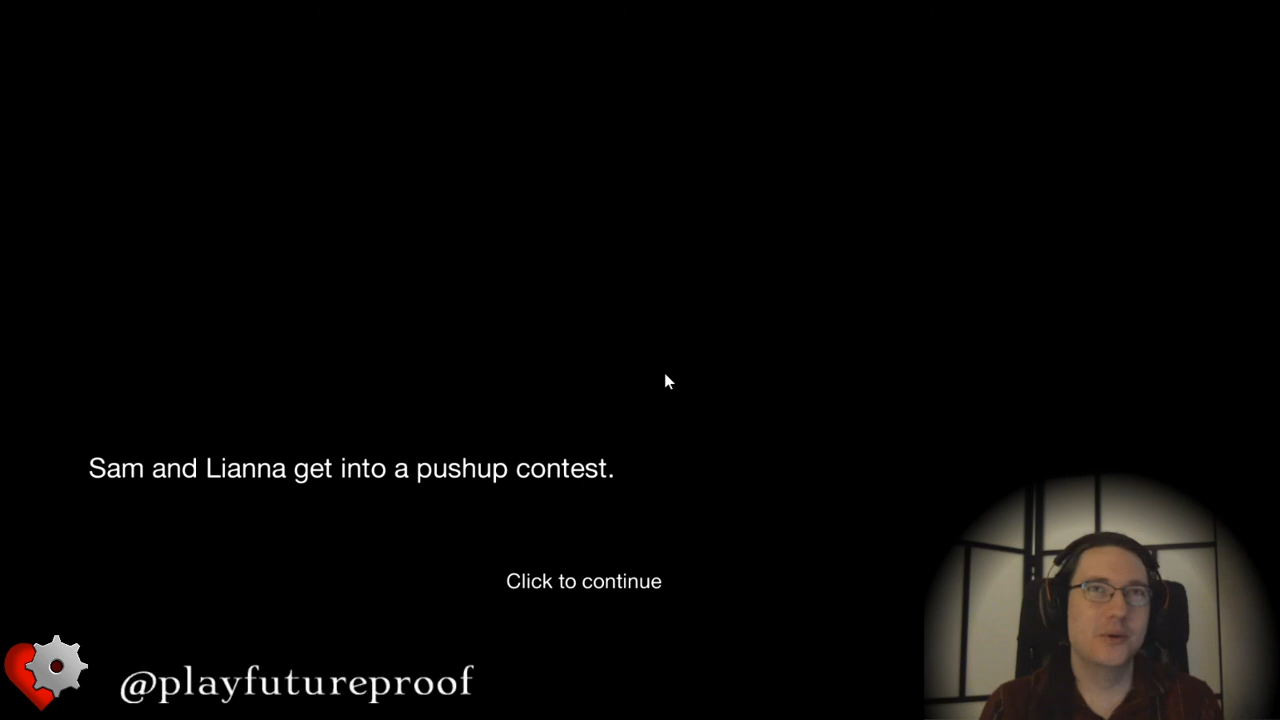 Sam and Lianna get into a pushup contest.
Click to continue
@playfutureproof